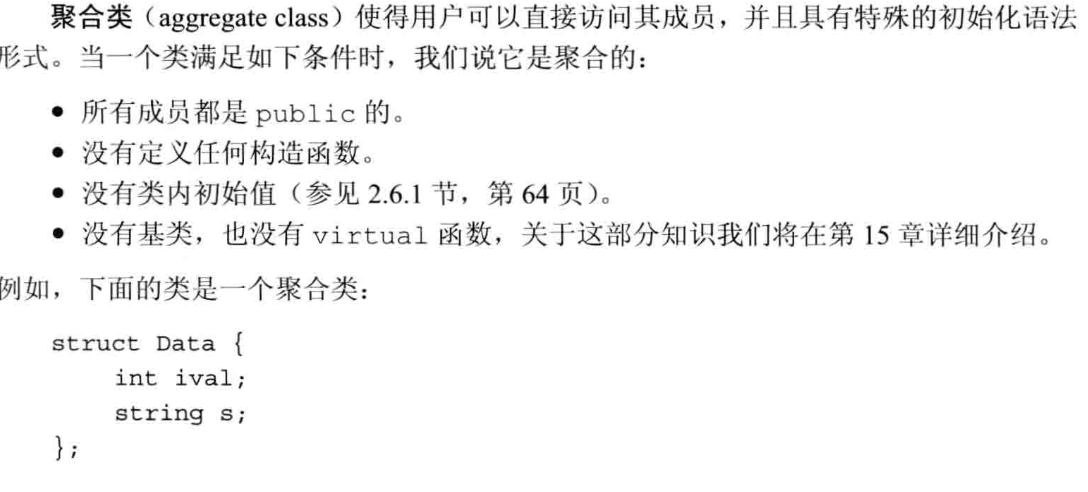 聚合类（aggregate class）使得用户可以直接访问其成员，并且具有特殊的初始化语法
形式。当一个类满足如下条件时，我们说它是聚合的：
● 所有成员都是 public 的。
● 没有定义任何构造函数。
● 没有类内初始值（参见 2.6.1 节，第 64 页）。
● 没有基类，也没有 virtual 函数，关于这部分知识我们将在第 15 章详细介绍。
例如，下面的类是一个聚合类：
struct Data {
    int ival;
    string s;
};